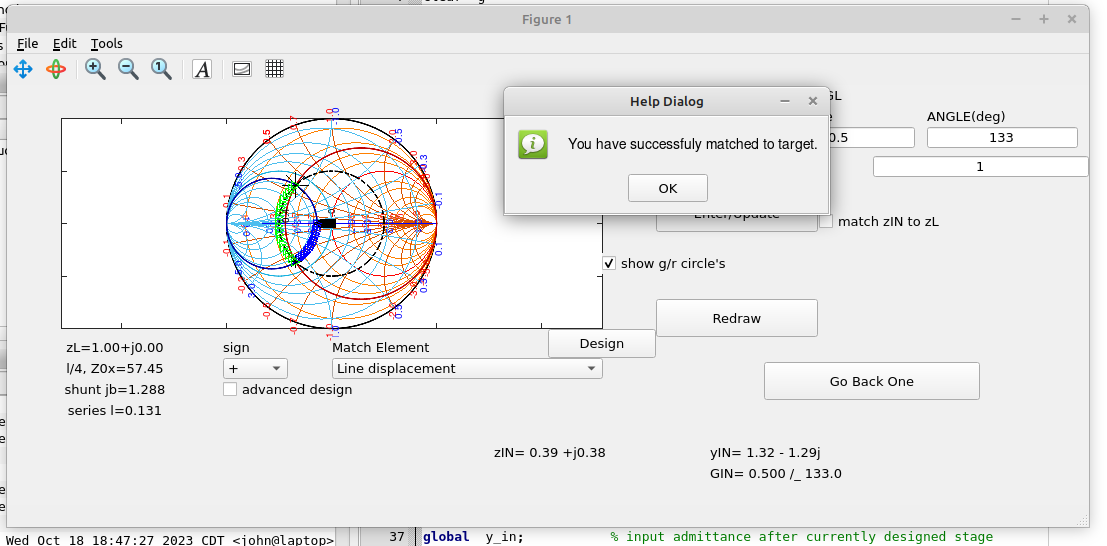 Figure 1
File Edit Tools
Help Dialog
GL
ANGLE(deg)
You have successfuly matched to target.
0.5
133
1
OK
Enter/Update
match zIN to zL
show g/r circle's
Redraw
zL=1.00+j0.00
sign
Match Element
Design
l/4, Z0x=57.45
+
Line displacement
Go Back One
shunt jb=1.288
advanced design
series l=0.131
zIN= 0.39 +j0.38
yIN= 1.32 - 1.29j
GIN= 0.500 /_ 133.0
37 global y_in; % input admittance after currently designed stage
Wed Oct 18 18:47:27 2023 CDT <john@laptop>